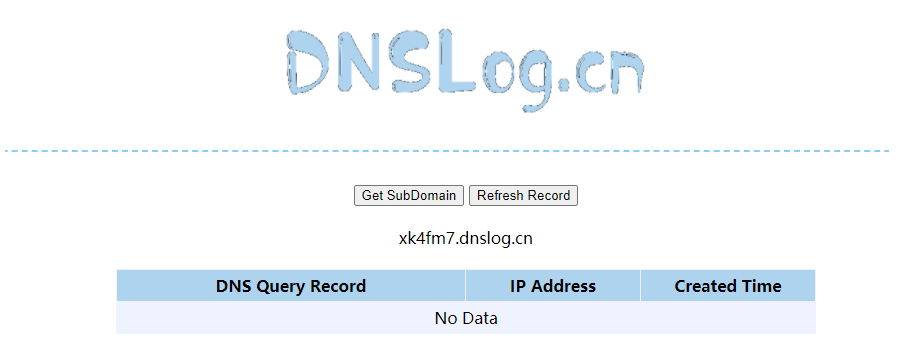 DNSLog.cn
Get SubDomain Refresh Record
xk4fm7.dnslog.cn
DNS Query Record IP Address Created Time
No Data